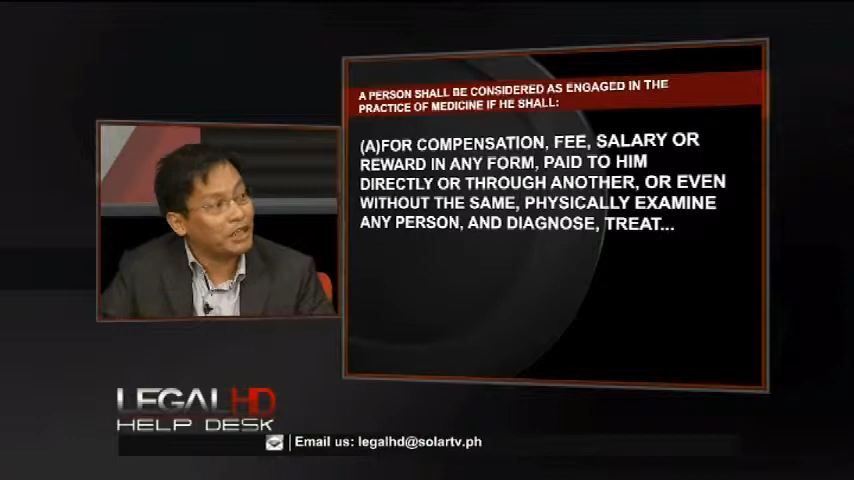 A PERSON SHALL BE CONSIDERED AS ENGAGED IN THE
PRACTICE OF MEDICINE IF HE SHALL:
(A)FOR COMPENSATION, FEE, SALARY OR
REWARD IN ANY FORM, PAID TO HIM
DIRECTLY OR THROUGH ANOTHER, OR EVEN
WITHOUT THE SAME, PHYSICALLY EXAMINE
ANY PERSON, AND DIAGNOSE, TREAT...
LEGALHD
HELP DESK
Email us: legalhd@solartv.ph